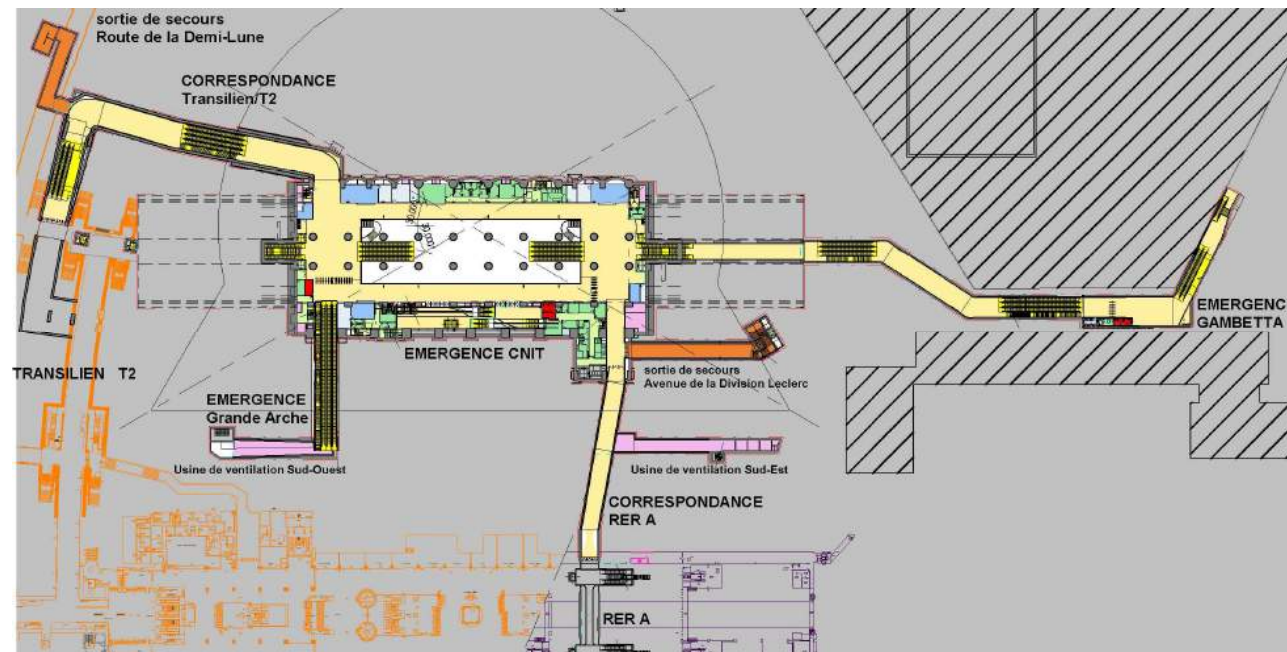 sortie de secours
Route de la Demi-Lune
CORRESPONDANCE
Transilien/T2
EMERGENC
GAMBETTA
EMERGENCE CNIT
sortie de secours
Avenue de la Division Leclerc
TRANSILIEN T2
EMERGENCE
Grande Arche
Usine de ventilation Sud-Ouest
Usine de ventilation Sud-Est
CORRESPONDANCE
RER A
RER A